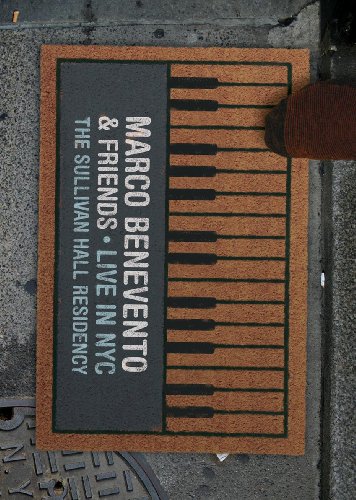 MARCO BENEVENTO
& FRIENDS • LIVE IN NYC
THE SULLIVAN HALL RESIDENCY
N.Y.